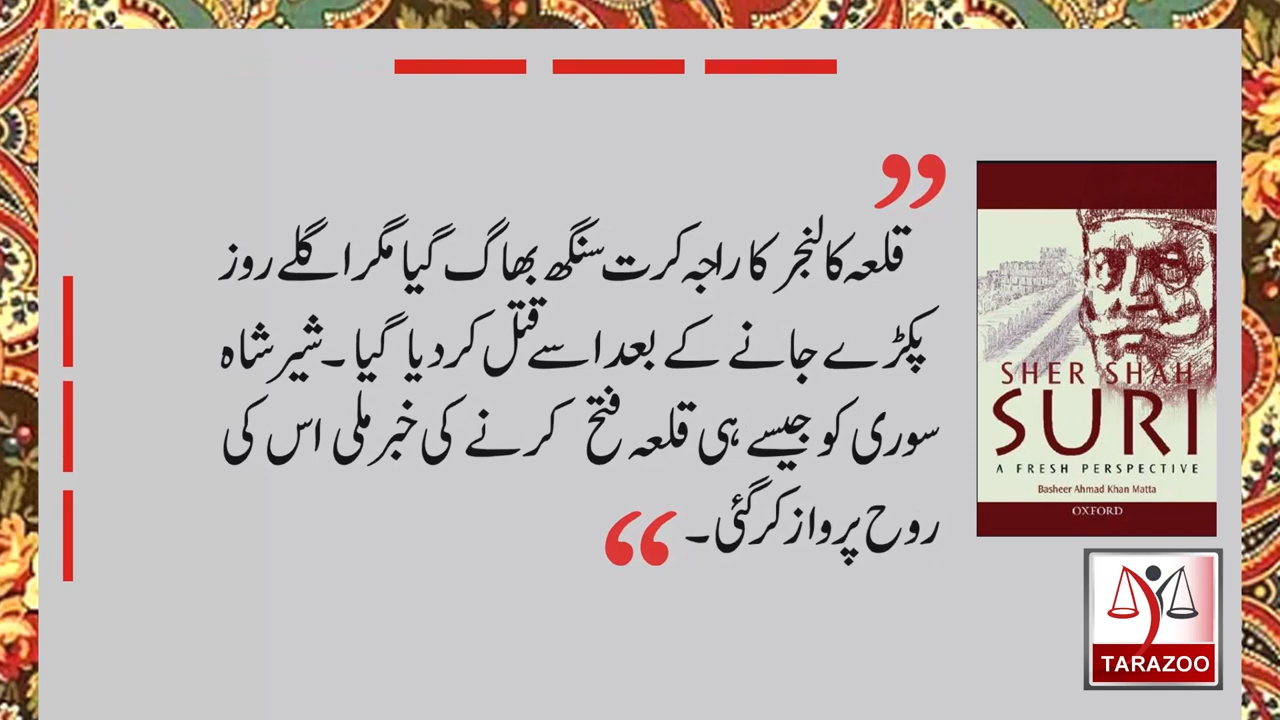 قلعہ کالنجر کا راجہ کرت سنگھ بھاگ گیا مگر اگلے روز
پکڑے جانے کے بعد اسے قتل کر دیا گیا۔ شیر شاہ
سوری کو جیسے ہی قلعہ فتح کرنے کی خبر ملی اس کی
روح پرواز کر گئی۔
SHER SHAH
SURI
A FRESH PERSPECTIVE
Basheer Ahmad Khan Matta
OXFORD
TARAZOO